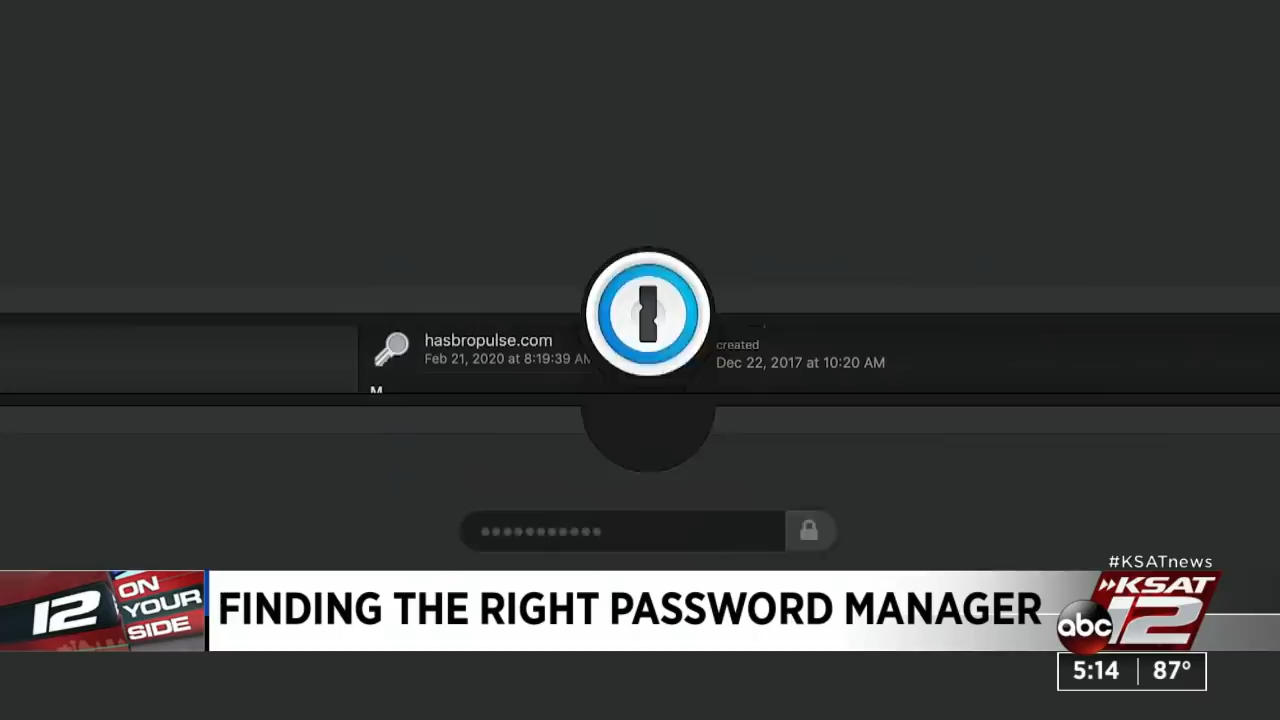 hasbropulse.com
Feb 21, 2020 at 8:19:39 AM
created
Dec 22, 2017 at 10:20 AM
M
#KSATnews
12 ON YOUR SIDE
FINDING THE RIGHT PASSWORD MANAGER
KSAT
abc 12
5:14 87°